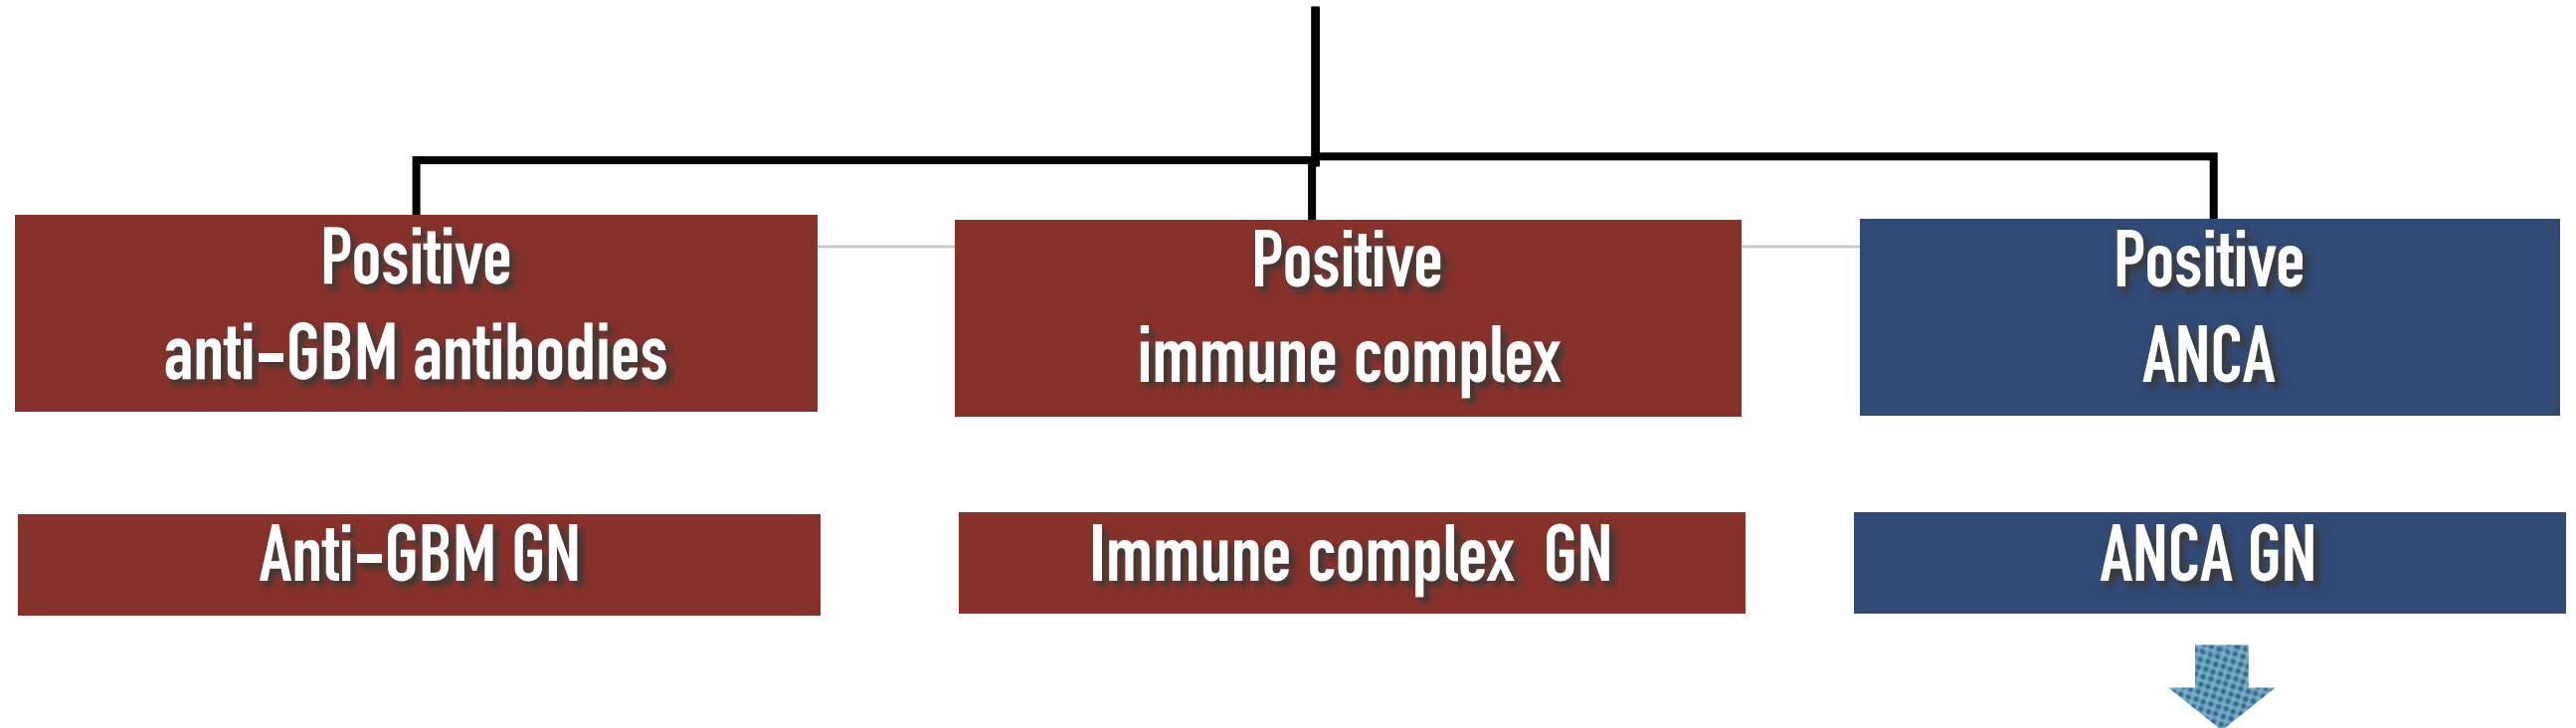 Positive
anti-GBM antibodies
Positive
immune complex
Positive
ANCA
Anti-GBM GN
Immune complex GN
ANCA GN